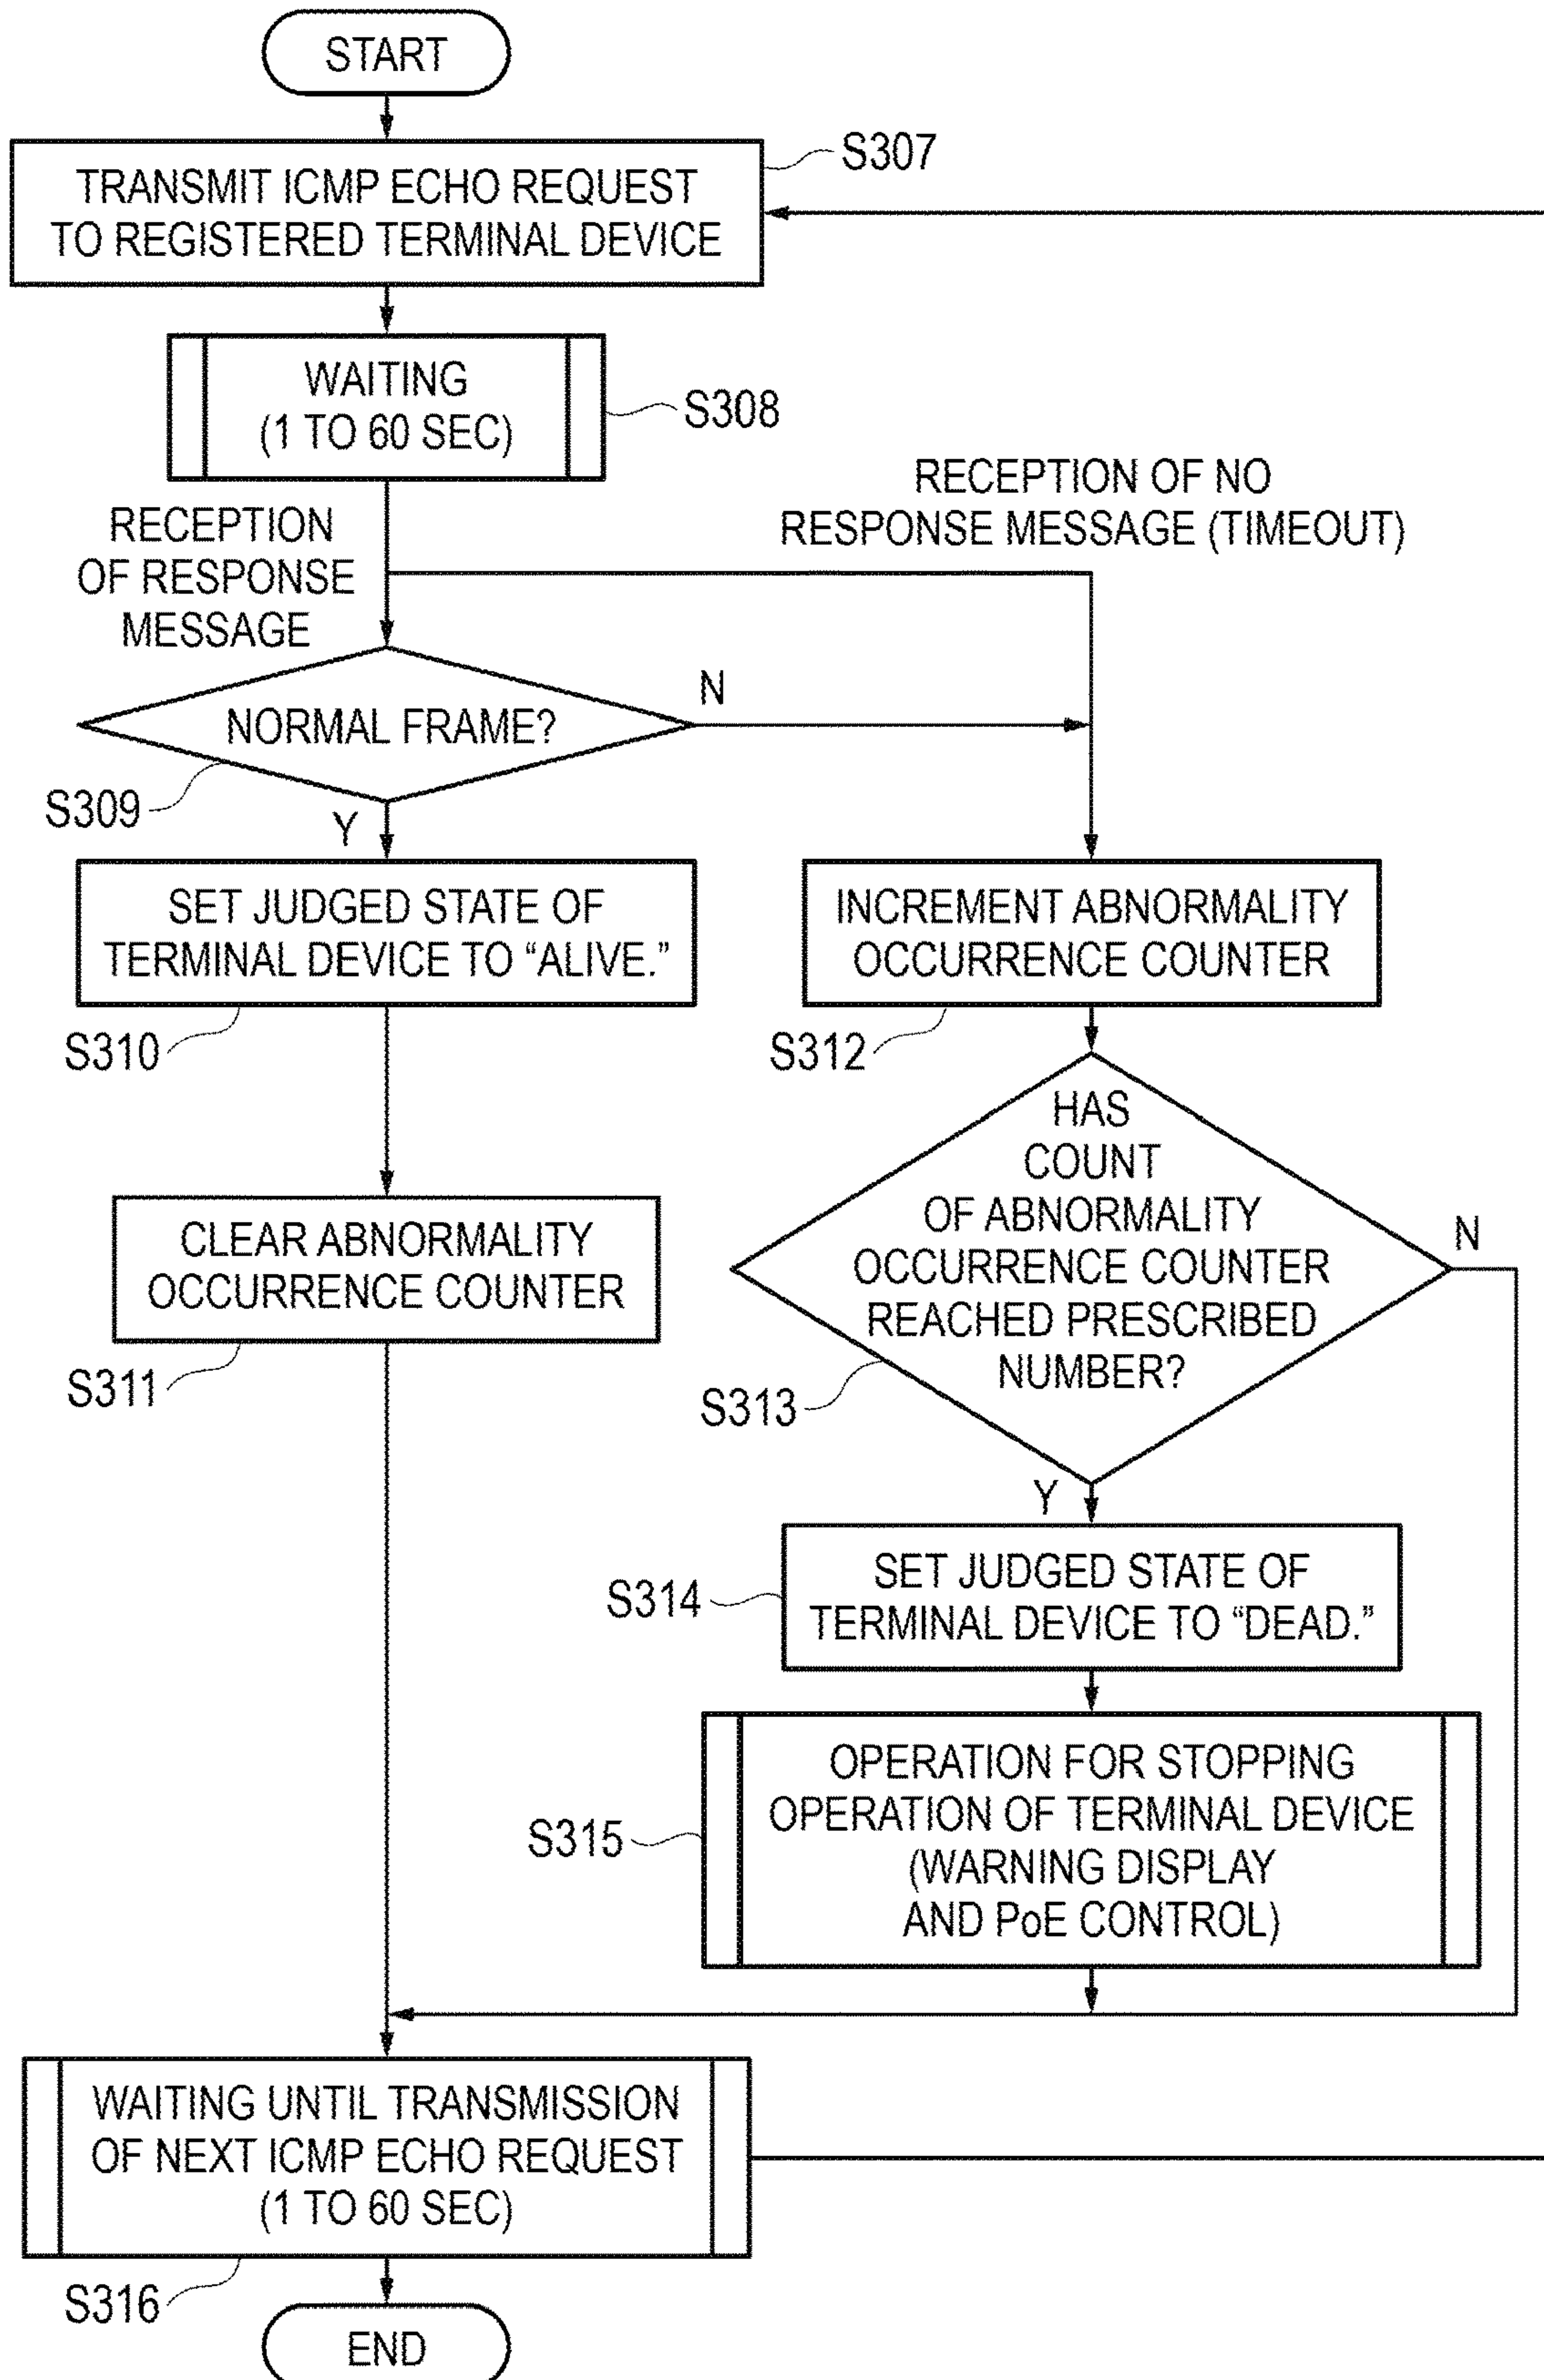 START
S307
TRANSMIT ICMP ECHO REQUEST
TO REGISTERED TERMINAL DEVICE
WAITING
(1 TO 60 SEC)
S308
RECEPTION
OF RESPONSE
MESSAGE
RECEPTION OF NO
RESPONSE MESSAGE (TIMEOUT)
NORMAL FRAME?
N
S309
Y
SET JUDGED STATE OF
TERMINAL DEVICE TO “ALIVE.”
S310
INCREMENT ABNORMALITY
OCCURRENCE COUNTER
S312
CLEAR ABNORMALITY
OCCURRENCE COUNTER
S311
HAS
COUNT
OF ABNORMALITY
OCCURRENCE COUNTER
REACHED PRESCRIBED
NUMBER?
N
S313
Y
SET JUDGED STATE OF
TERMINAL DEVICE TO “DEAD.”
S314
OPERATION FOR STOPPING
OPERATION OF TERMINAL DEVICE
(WARNING DISPLAY
AND PoE CONTROL)
S315
WAITING UNTIL TRANSMISSION
OF NEXT ICMP ECHO REQUEST
(1 TO 60 SEC)
S316
END